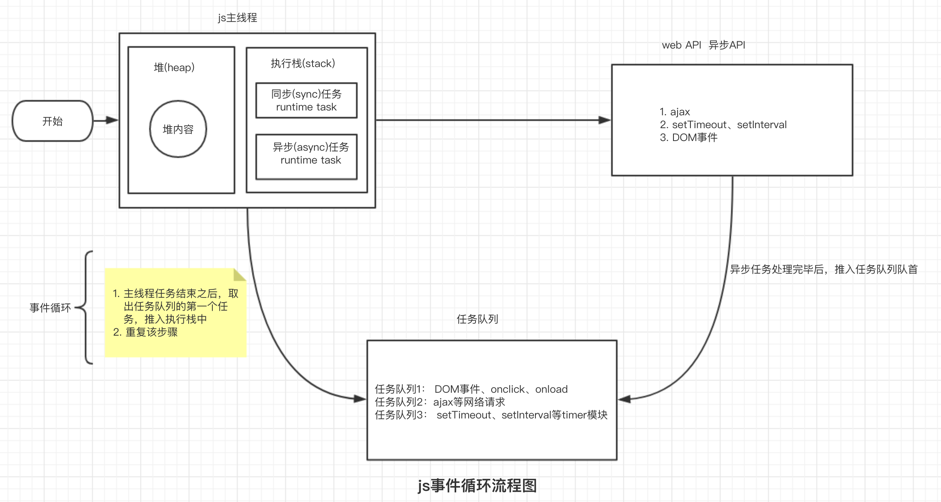 js主线程
web API  异步API
堆(heap)
执行栈(stack)
同步(sync)任务
runtime task
开始
堆内容
异步(async)任务
runtime task
1. ajax
2. setTimeout、setInterval
3. DOM事件
异步任务处理完毕后，推入任务队列队首
事件循环
1. 主线程任务结束之后，取
出任务队列的第一个任
务，推入执行栈中
2. 重复该步骤
任务队列
任务队列1： DOM事件、onclick、onload
任务队列2：ajax等网络请求
任务队列3： setTimeout、setInterval等timer模块
js事件循环流程图